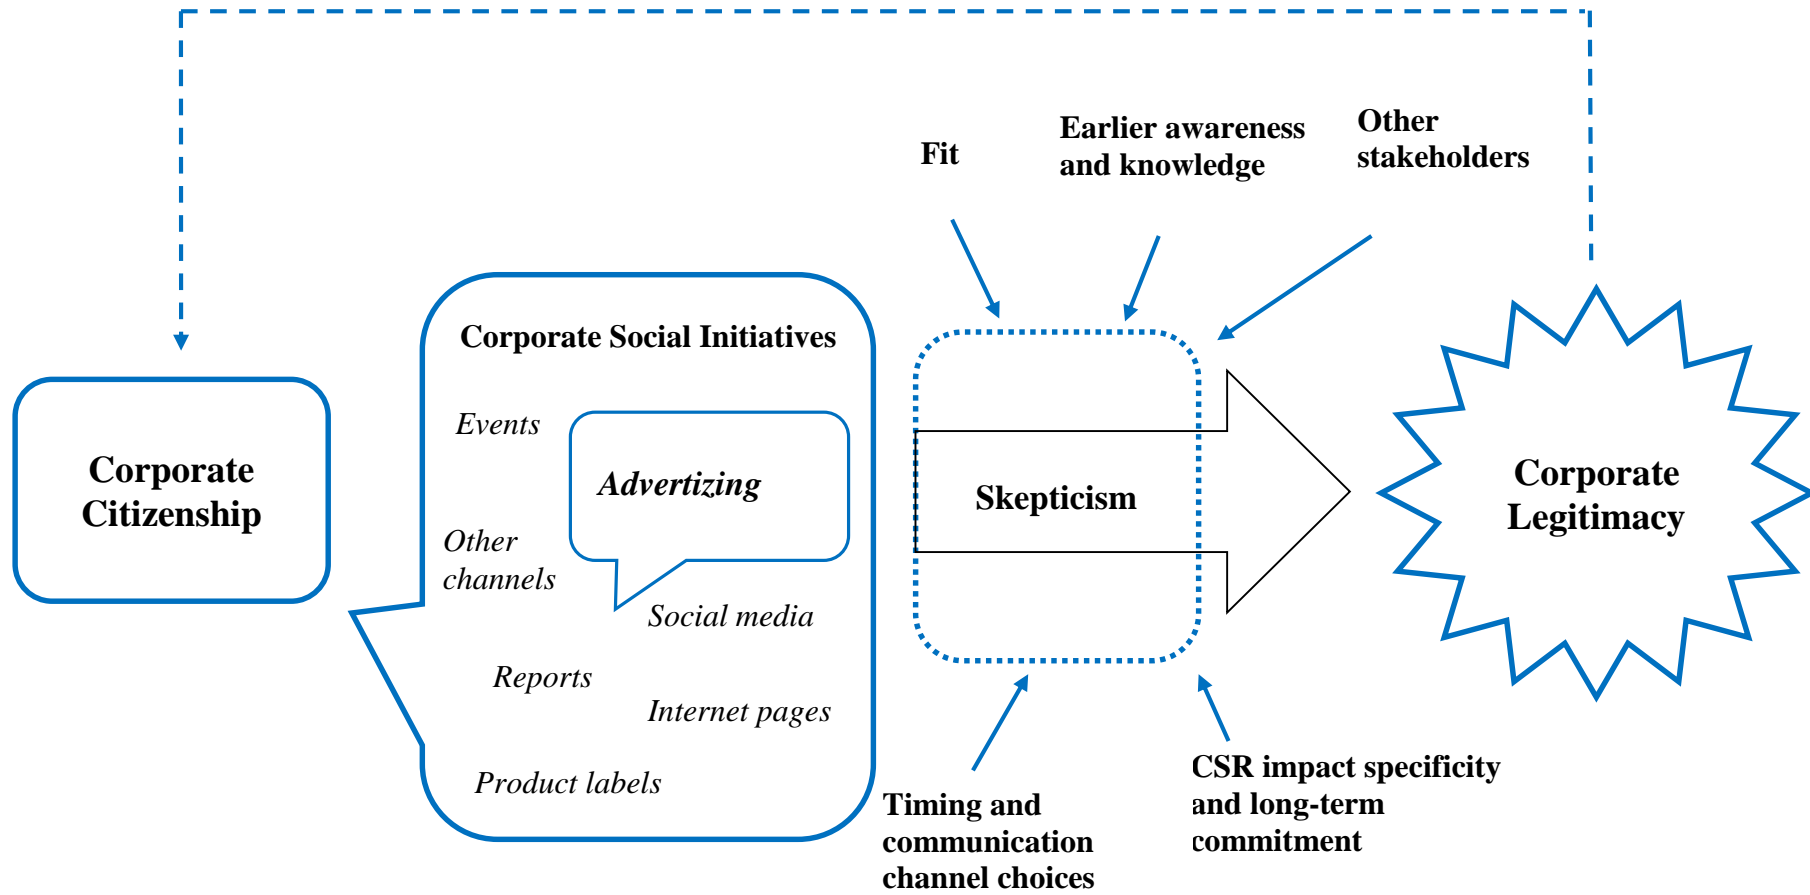 Fit
Earlier awareness
and knowledge
Other
stakeholders
Corporate
Citizenship
Corporate Social Initiatives
Events
Advertizing
Other
channels
Social media
Reports
Internet pages
Product labels
Skepticism
Corporate
Legitimacy
Timing and
communication
channel choices
CSR impact specificity
and long-term
commitment